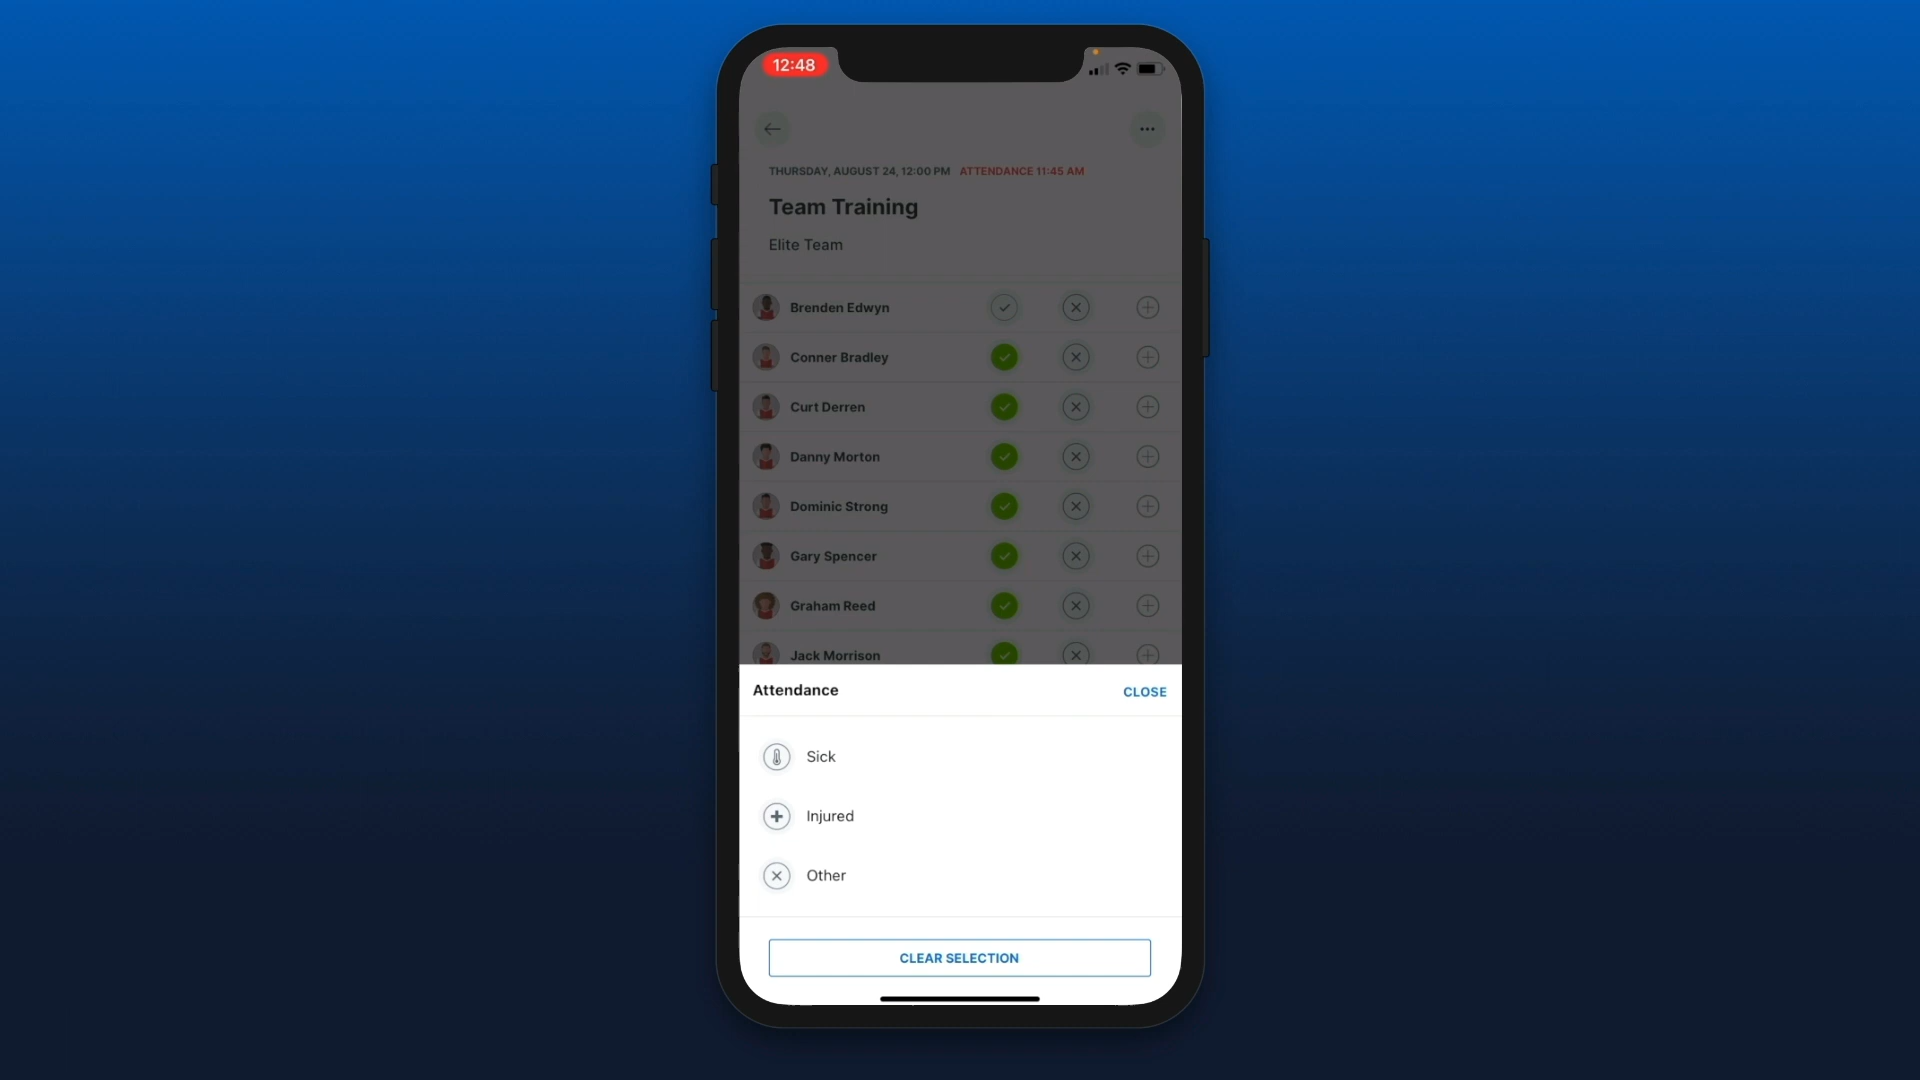 12:48
THURSDAY, AUGUST 24, 12:00 PM ATTENDANCE 11:45 AM
Team Training
Elite Team
Brenden Edwyn
Conner Bradley
Curt Derren
Danny Morton
Dominic Strong
Gary Spencer
Graham Reed
Jack Morrison
Attendance CLOSE
Sick
Injured
Other
CLEAR SELECTION